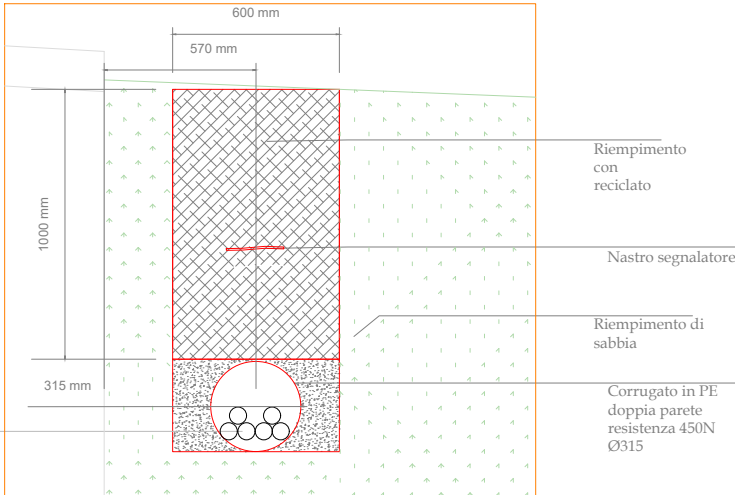 600 mm
570 mm
Riempimento
con
reciclato
1000 mm
Nastro segnalatore
Riempimento di
sabbia
315 mm
Corrugato in PE
doppia parete
resistenza 450N
Ø315